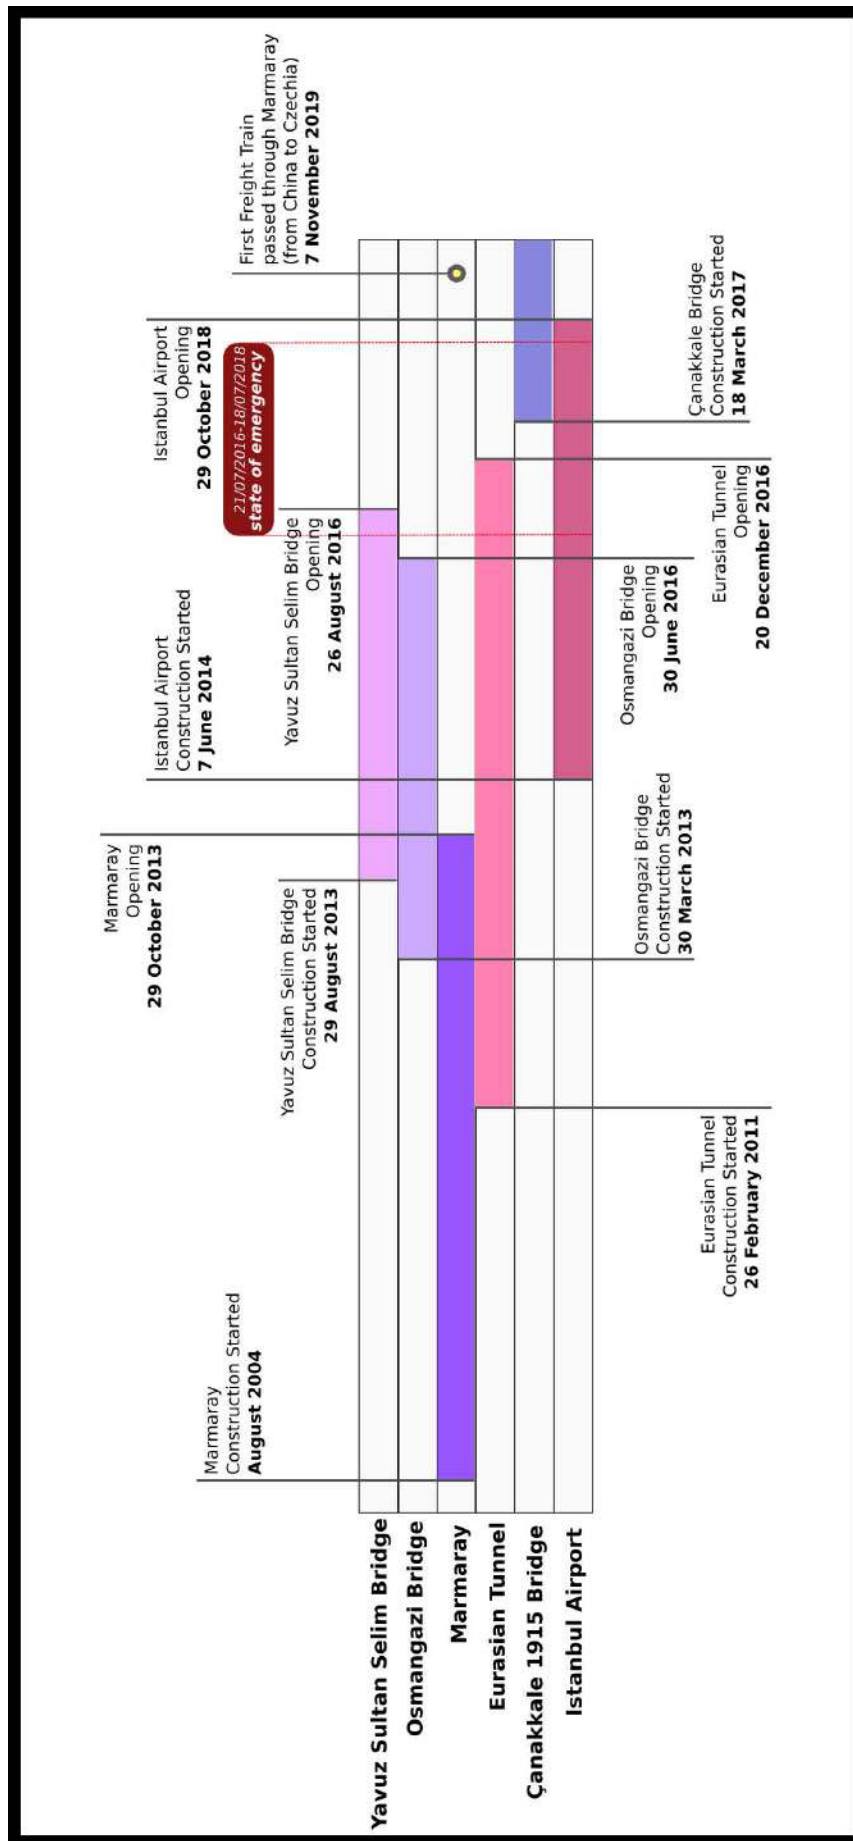 Marmaray
Construction Started
August 2004
Marmaray
Opening
29 October 2013
Istanbul Airport
Construction Started
7 June 2014
Istanbul Airport
Opening
29 October 2018
First Freight Train
passed through Marmaray
(from China to Czechia)
7 November 2019
21/07/2016-18/07/2018
state of emergency
Yavuz Sultan Selim Bridge
Construction Started
29 August 2013
Yavuz Sultan Selim Bridge
Opening
26 August 2016
Yavuz Sultan Selim Bridge
Osmangazi Bridge
Marmaray
Eurasian Tunnel
Çanakkale 1915 Bridge
Istanbul Airport
Osmangazi Bridge
Construction Started
30 March 2013
Osmangazi Bridge
Opening
30 June 2016
Çanakkale Bridge
Construction Started
18 March 2017
Eurasian Tunnel
Construction Started
26 February 2011
Eurasian Tunnel
Opening
20 December 2016